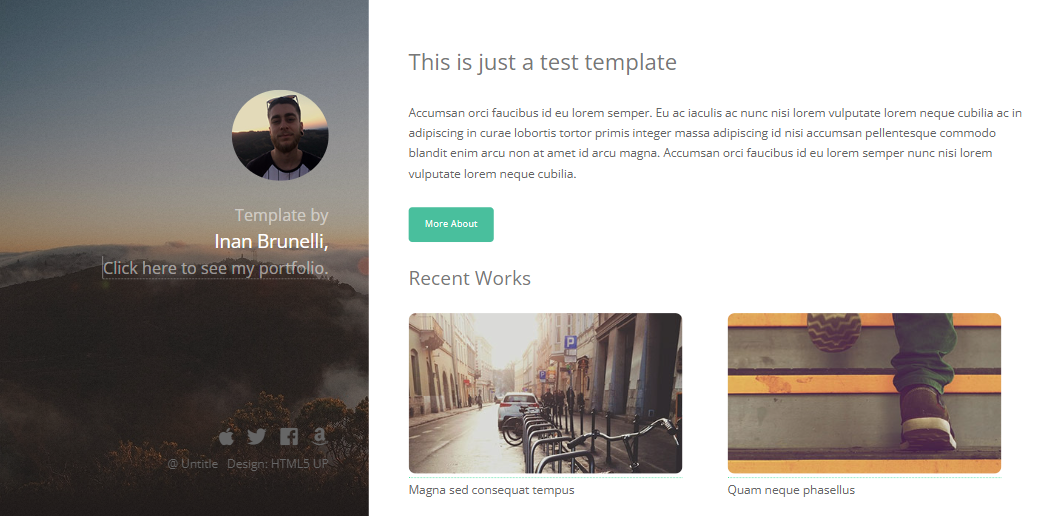 Template by
Inan Brunelli,
Click here to see my portfolio.
@ Untitle Design: HTML5 UP
This is just a test template
Accumsan orci faucibus id eu lorem semper. Eu ac iaculis ac nunc nisi lorem vulputate lorem neque cubilia ac in
adipiscing in curae lobortis tortor primis integer massa adipiscing id nisi accumsan pellentesque commodo
blandit enim arcu non at amet id arcu magna. Accumsan orci faucibus id eu lorem semper nunc nisi lorem
vulputate lorem neque cubilia.
More About
Recent Works
P
Magna sed consequat tempus
Quam neque phasellus